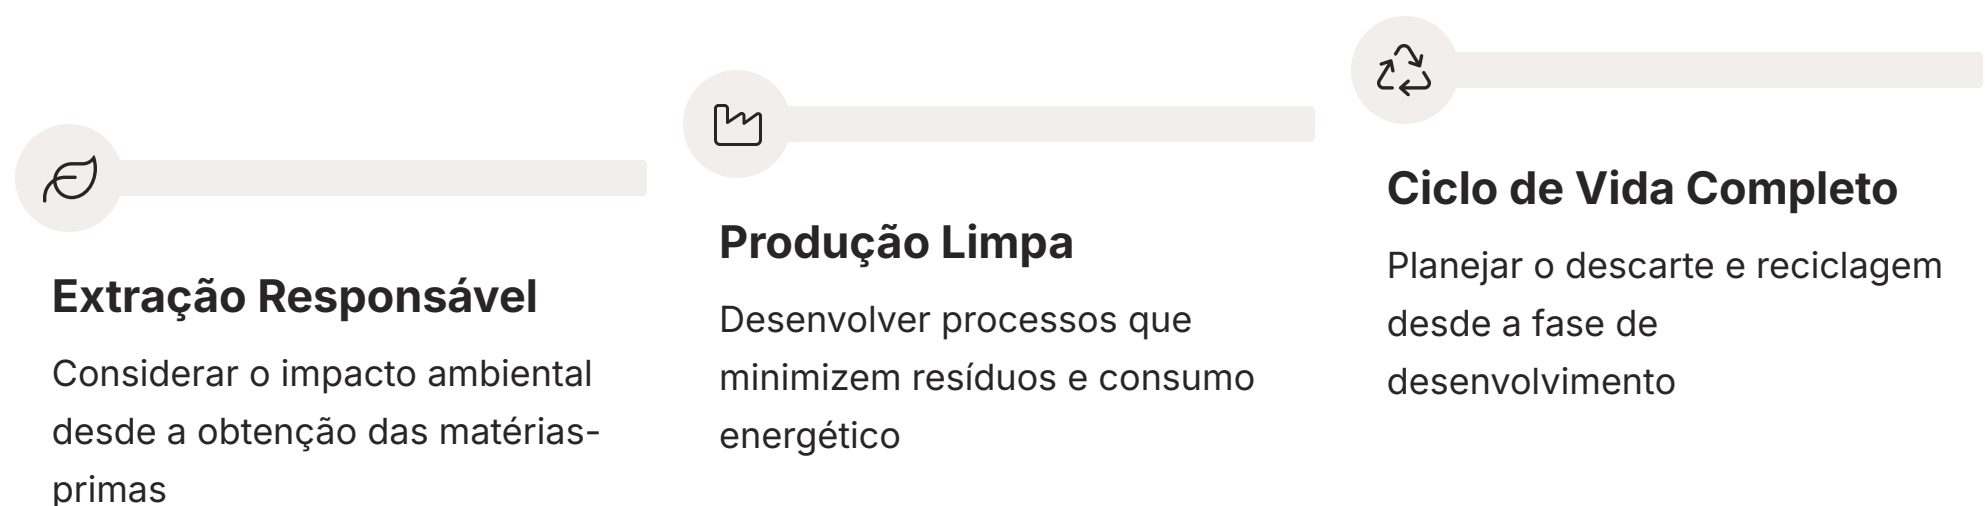 Extração Responsável
Considerar o impacto ambiental
desde a obtenção das matérias-
primas
Produção Limpa
Desenvolver processos que
minimizem resíduos e consumo
energético
Ciclo de Vida Completo
Planejar o descarte e reciclagem
desde a fase de
desenvolvimento